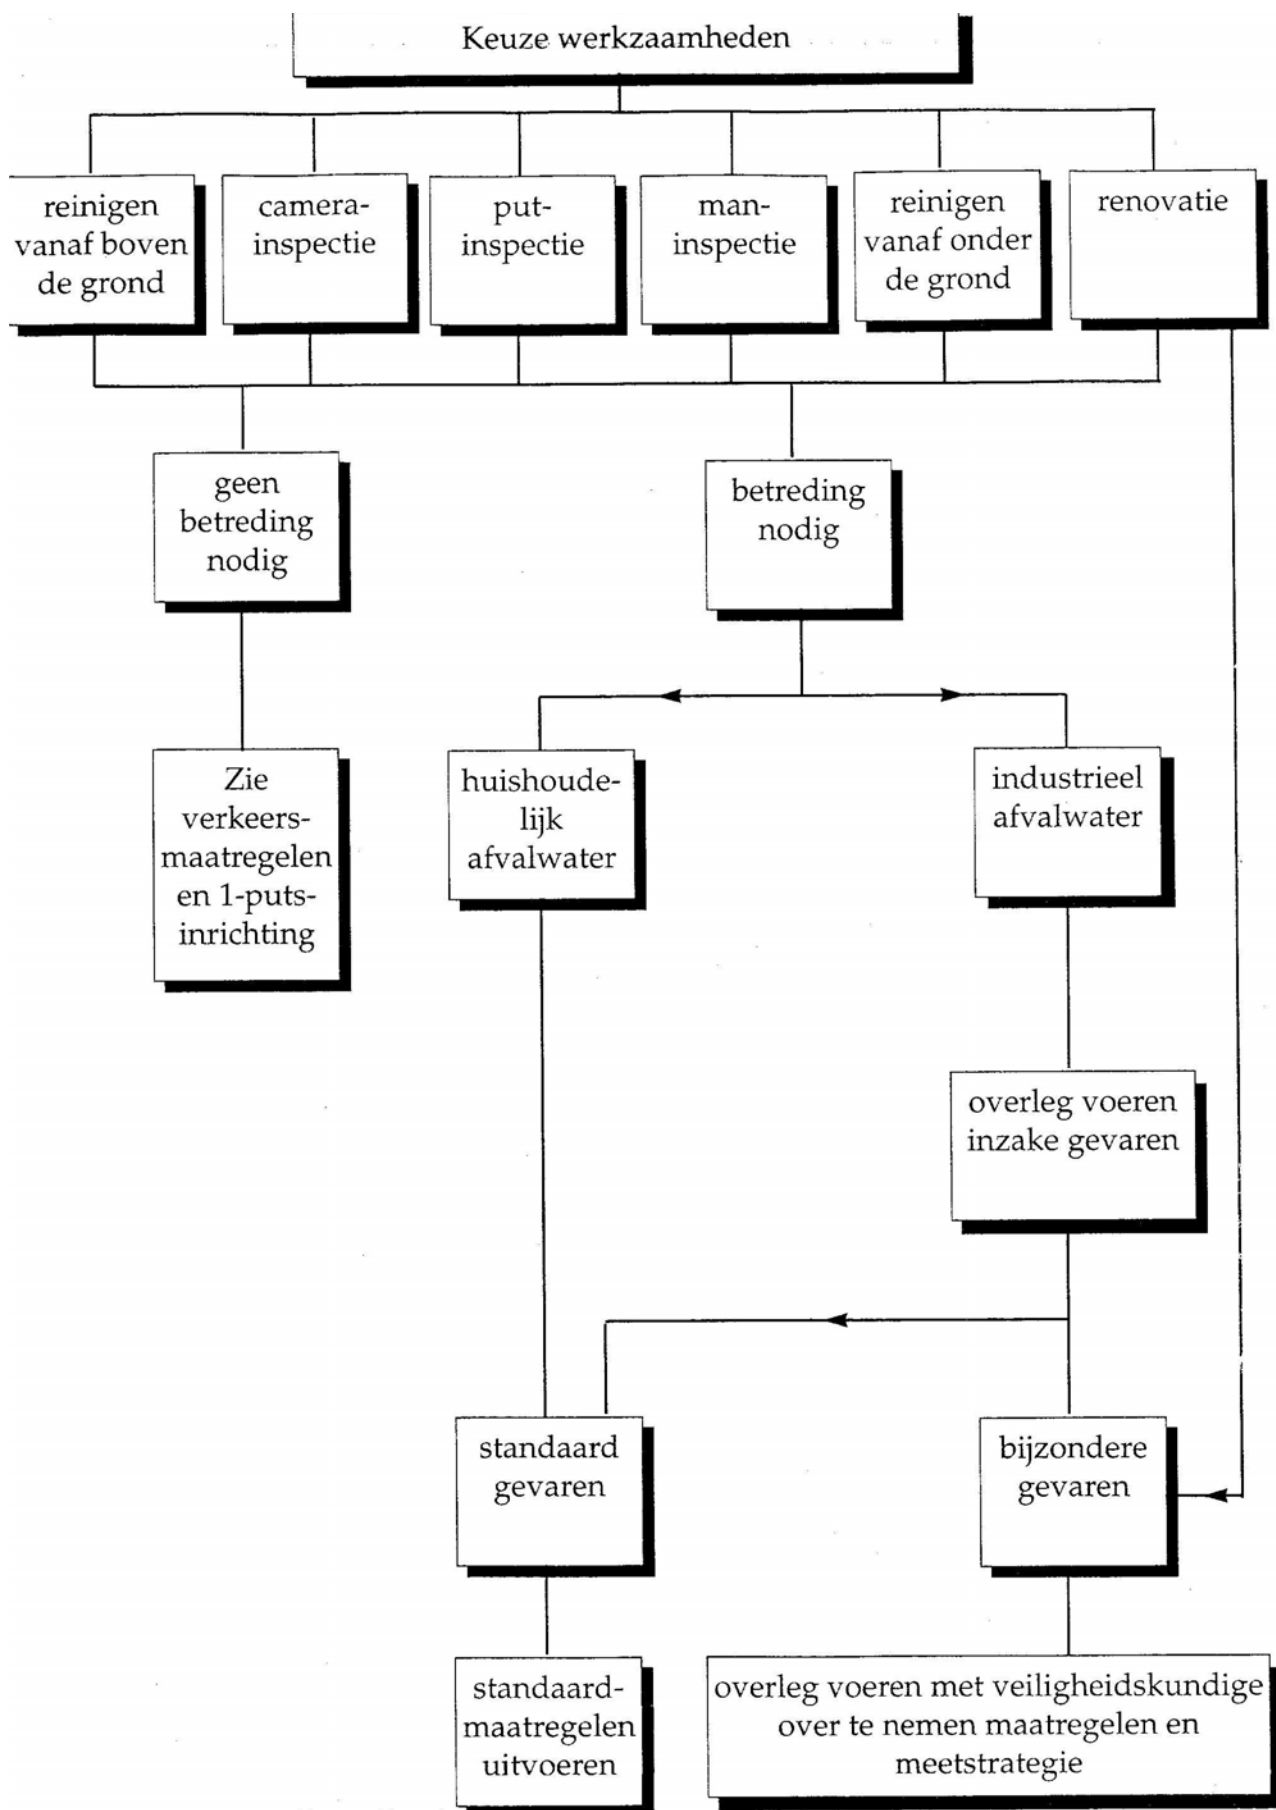 Keuze werkzaamheden
reinigen
vanaf boven
de grond
camera-
inspectie
put-
inspectie
man-
inspectie
reinigen
vanaf onder
de grond
renovatie
geen
betreding
nodig
betreding
nodig
Zie
verkeers-
maatregelen
en 1-puts-
inrichting
huishoude-
lijk
afvalwater
industrieel
afvalwater
overleg voeren
inzake gevaren
standaard
gevaren
bijzondere
gevaren
standaard-
maatregelen
uitvoeren
overleg voeren met veiligheidskundige
over te nemen maatregelen en
meetstrategie